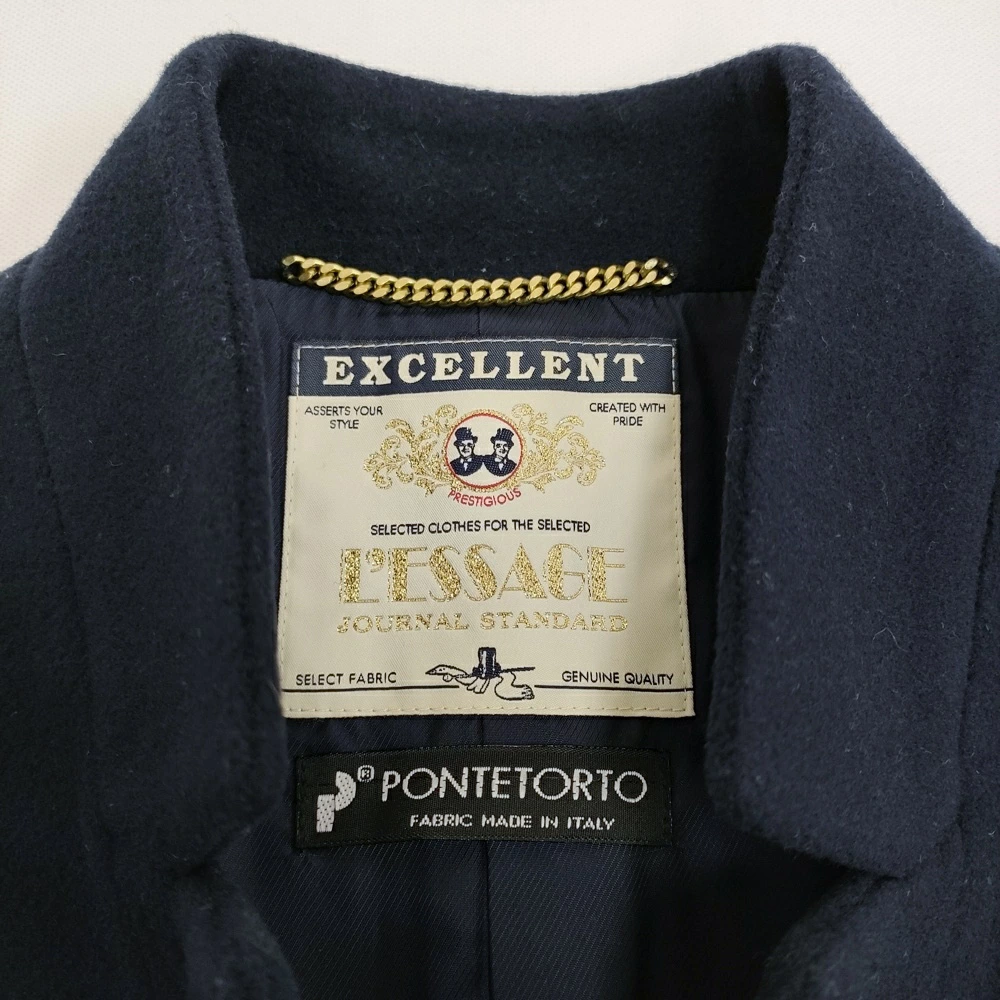 EXCELLENT
ASSERTS YOUR
STYLE
CREATED WITH
PRIDE
PRESTIGIOUS
SELECTED CLOTHES FOR THE SELECTED
L'ESSAGE
JOURNAL STANDARD
SELECT FABRIC
GENUINE QUALITY
P® PONTETORTO
FABRIC MADE IN ITALY